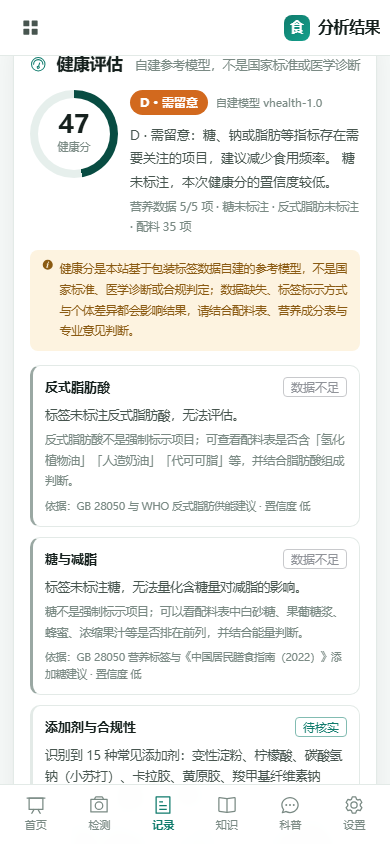 食 分析结果
健康评估 自建参考模型，不是国家标准或医学诊断
47
健康分
D · 需留意 自建模型 vhealth-1.0
D · 需留意：糖、钠或脂肪等指标存在需
要关注的项目，建议减少食用频率。 糖
未标注，本次健康分的置信度较低。
营养数据 5/5 项 · 糖未标注 · 反式脂肪未标注
· 配料 35 项
健康分是本站基于包装标签数据自建的参考模型，不是国
家标准、医学诊断或合规判定；数据缺失、标签标示方式
与个体差异都会影响结果，请结合配料表、营养成分表与
专业意见判断。
反式脂肪酸 数据不足
标签未标注反式脂肪酸，无法评估。
反式脂肪酸不是强制标示项目；可查看配料表是否含「氢化
植物油」「人造奶油」「代可可脂」等，并结合脂肪酸组成
判断。
依据：GB 28050 与 WHO 反式脂肪供能建议 · 置信度 低
糖与减脂 数据不足
标签未标注糖，无法量化含糖量对减脂的影响。
糖不是强制标示项目；可以看配料表中白砂糖、果葡糖浆、
蜂蜜、浓缩果汁等是否排在前列，并结合能量判断。
依据：GB 28050 营养标签与《中国居民膳食指南（2022）》添
加糖建议 · 置信度 低
添加剂与合规性 待核实
识别到 15 种常见添加剂：变性淀粉、柠檬酸、碳酸氢
钠（小苏打）、卡拉胶、黄原胶、羧甲基纤维素钠
首页 检测 记录 知识 科普 设置